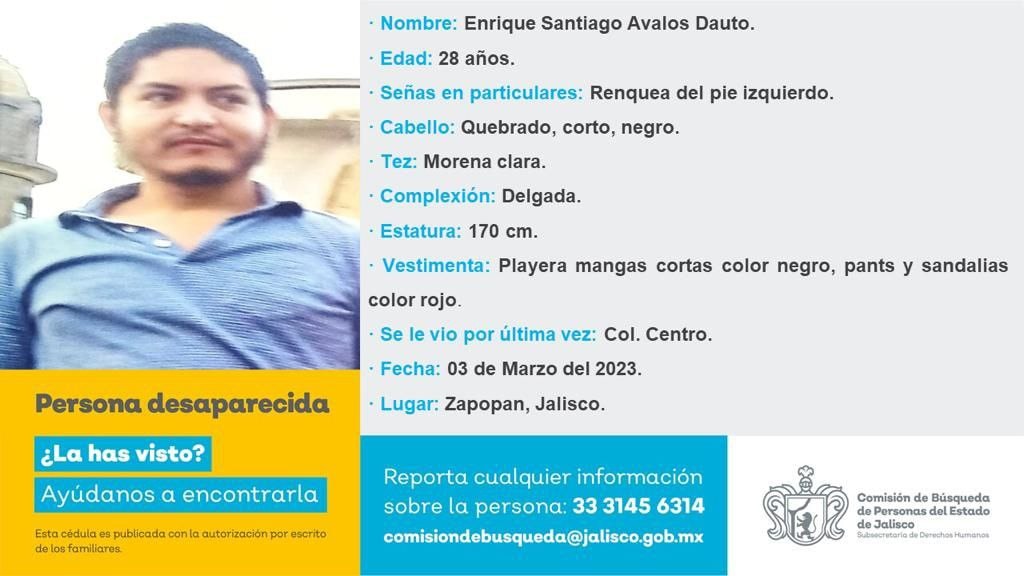 · Nombre: Enrique Santiago Avalos Dauto.
· Edad: 28 años.
· Señas en particulares: Renquea del pie izquierdo.
· Cabello: Quebrado, corto, negro.
· Tez: Morena clara.
· Complexión: Delgada.
· Estatura: 170 cm.
· Vestimenta: Playera mangas cortas color negro, pants y sandalias
color rojo.
· Se le vio por última vez: Col. Centro.
· Fecha: 03 de Marzo del 2023.
· Lugar: Zapopan, Jalisco.
Persona desaparecida
¿La has visto?
Ayúdanos a encontrarla
Esta cédula es publicada con la autorización por escrito
de los familiares.
Reporta cualquier información
sobre la persona: 33 3145 6314
comisiondebusqueda@jalisco.gob.mx
Comisión de Búsqueda
de Personas del Estado
de Jalisco
Subsecretaría de Derechos Humanos